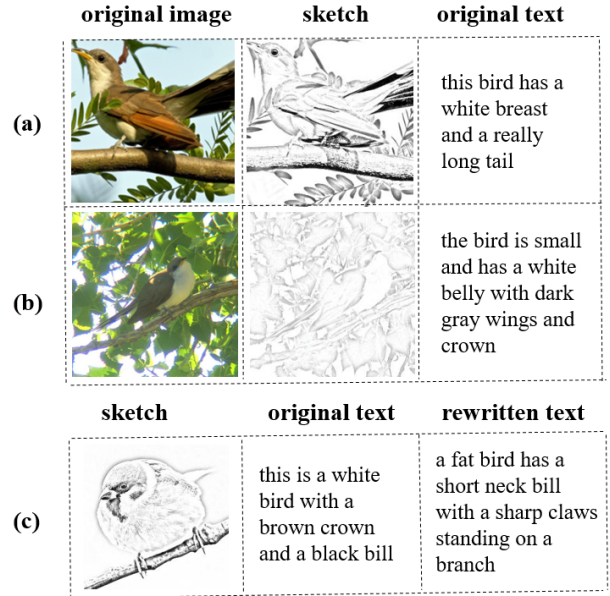 original image sketch original text
(a)
this bird has a
white breast
and a really
long tail
(b)
the bird is small
and has a white
belly with dark
gray wings and
crown
sketch original text rewritten text
(c)
this is a white
bird with a
brown crown
and a black bill
a fat bird has a
short neck bill
with a sharp claws
standing on a
branch